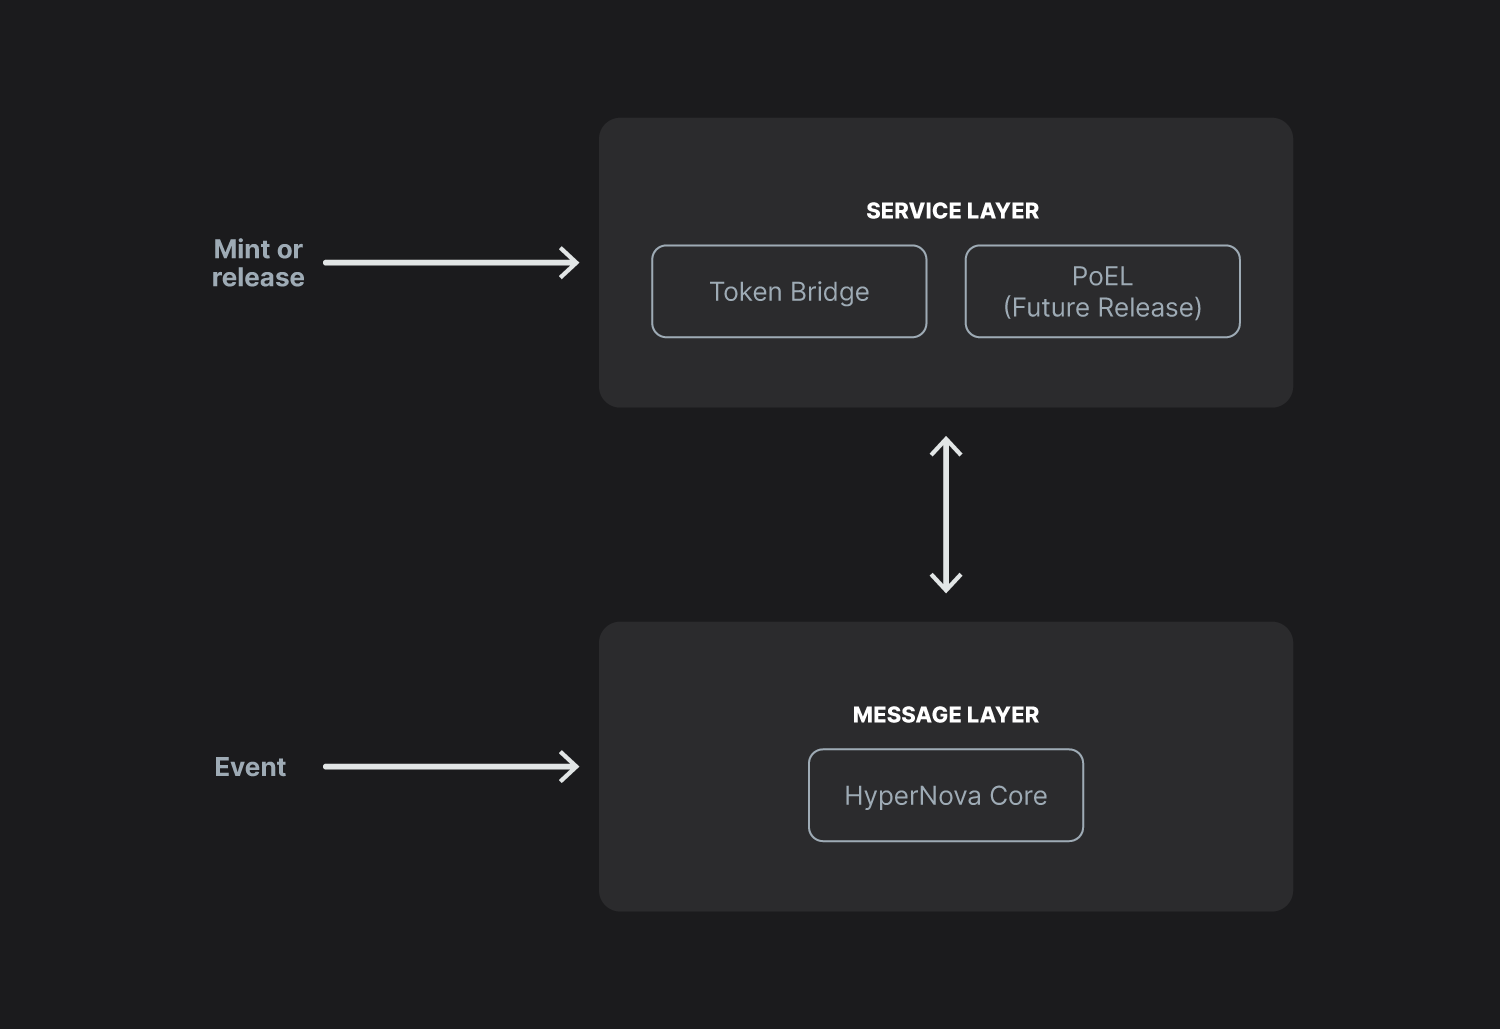 SERVICE LAYER
Mint or
release
Token Bridge
PoEL
(Future Release)
MESSAGE LAYER
Event
HyperNova Core